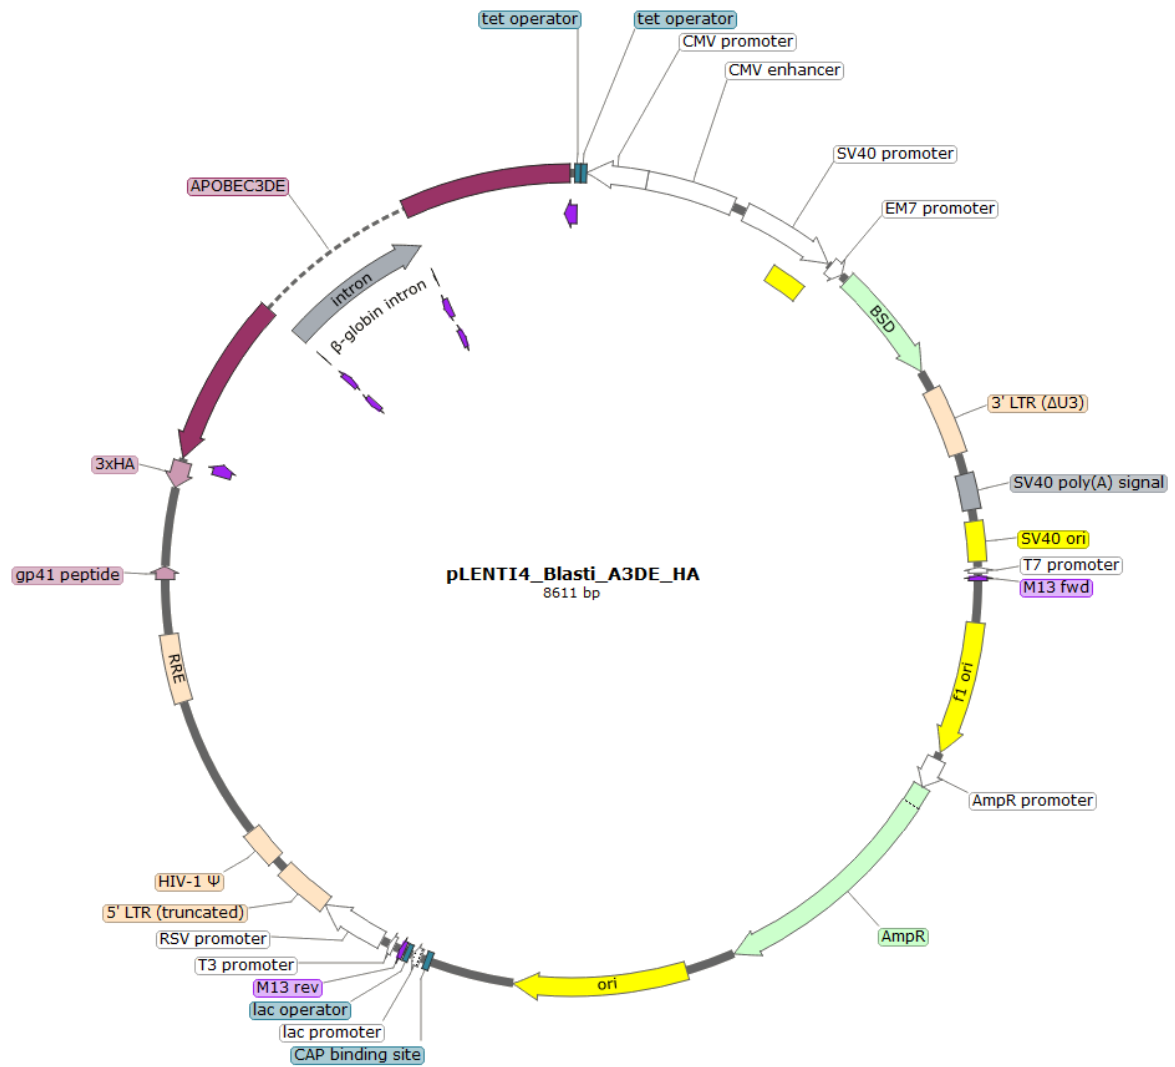 tet operator
tet operator
CMV promoter
CMV enhancer
SV40 promoter
EM7 promoter
BSD
3' LTR (ΔU3)
SV40 poly(A) signal
SV40 ori
T7 promoter
M13 fwd
f1 ori
AmpR promoter
AmpR
ori
CAP binding site
lac promoter
lac operator
M13 rev
T3 promoter
RSV promoter
5' LTR (truncated)
HIV-1 Ψ
RRE
gp41 peptide
3xHA
APOBEC3DE
intron
β-globin intron
pLENTI4_Blasti_A3DE_HA
8611 bp